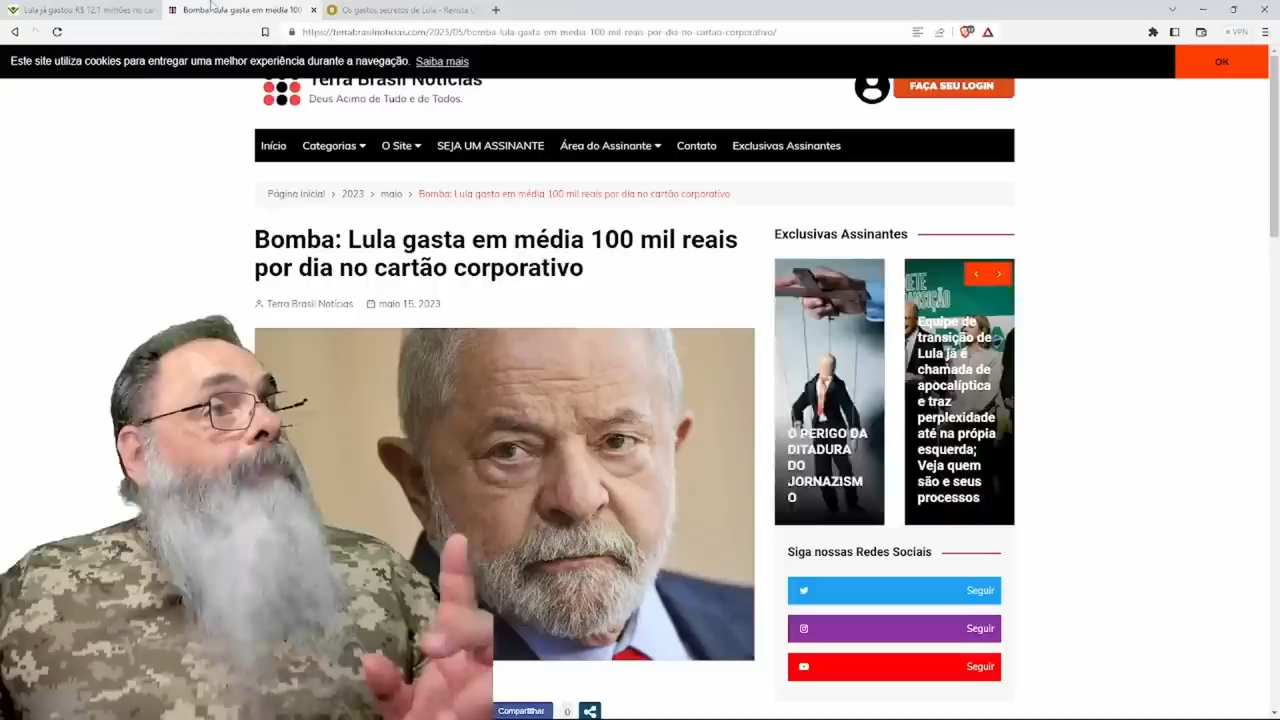 Lula já gastou R$ 12,1 milhões no car
Bomba: Lula gasta em média 100
Os gastos secretos de Lula - Revista O
https://terrabrasilnoticias.com/2023/05/bomba-lula-gasta-em-media-100-mil-reais-por-dia-no-cartao-corporativo/
VPN
Este site utiliza cookies para entregar uma melhor experiência durante a navegação. Saiba mais
OK
Terra Brasil Notícias
Deus Acima de Tudo e de Todos.
FAÇA SEU LOGIN
Início Categorias O Site SEJA UM ASSINANTE Área do Assinante Contato Exclusivas Assinantes
Página inicial > 2023 > maio > Bomba: Lula gasta em média 100 mil reais por dia no cartão corporativo
Bomba: Lula gasta em média 100 mil reais
por dia no cartão corporativo
Terra Brasil Notícias maio 15, 2023
Exclusivas Assinantes
O PERIGO DA
DITADURA
DO
JORNAZISM
O
Equipe de
transição de
Lula já é
chamada de
apocalíptica
e traz
perplexidade
até na própia
esquerda;
Veja quem
são e seus
processos
Siga nossas Redes Sociais
Seguir
Seguir
Seguir
Compartilhar
0